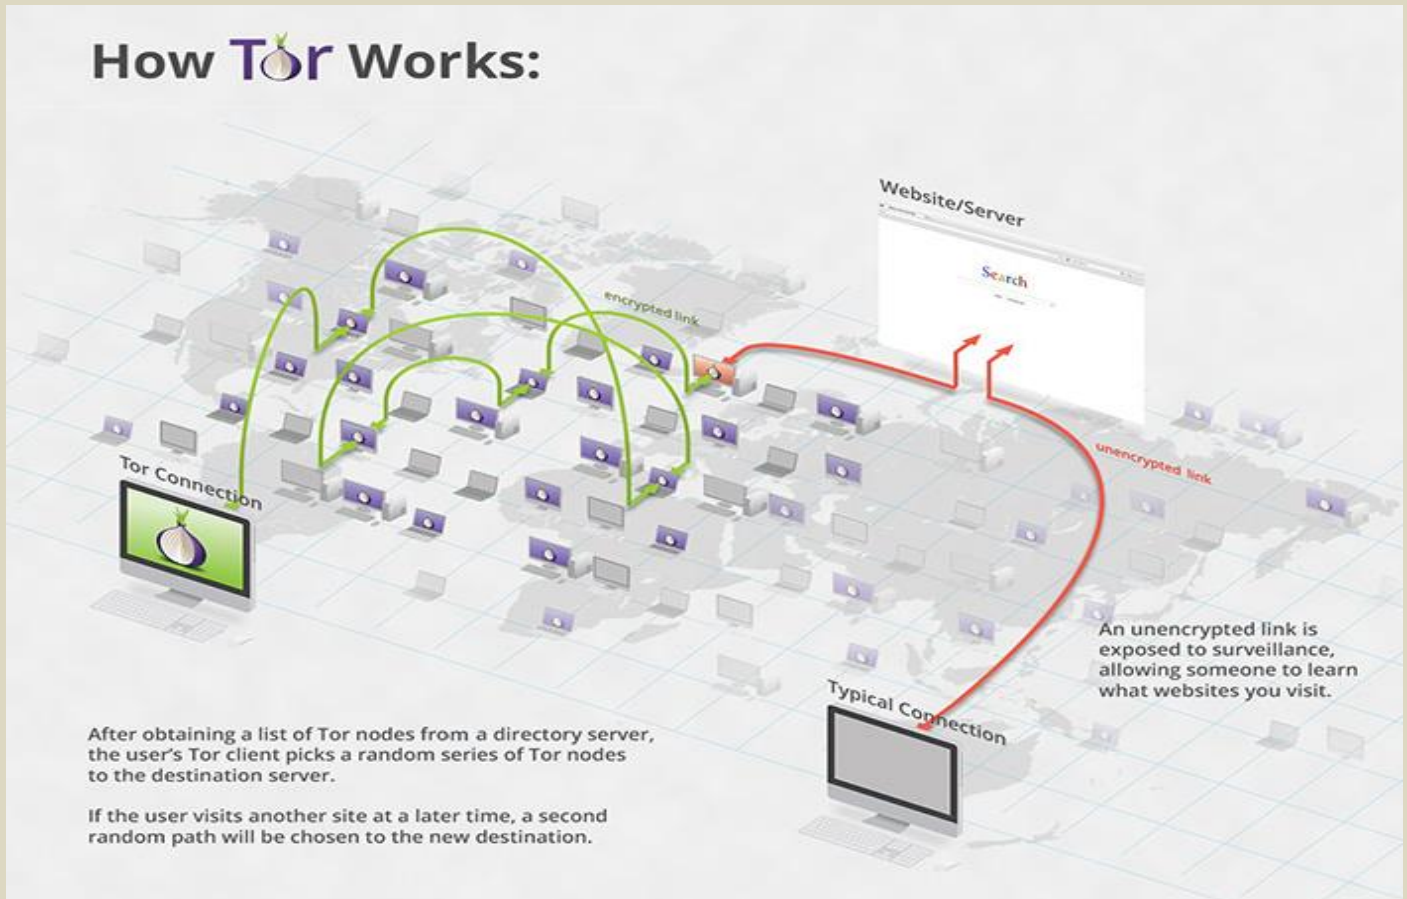 How Tor Works:
Website/Server
Search
encrypted link
unencrypted link
Tor Connection
An unencrypted link is
exposed to surveillance,
allowing someone to learn
what websites you visit.
Typical Connection
After obtaining a list of Tor nodes from a directory server,
the user's Tor client picks a random series of Tor nodes
to the destination server.
If the user visits another site at a later time, a second
random path will be chosen to the new destination.